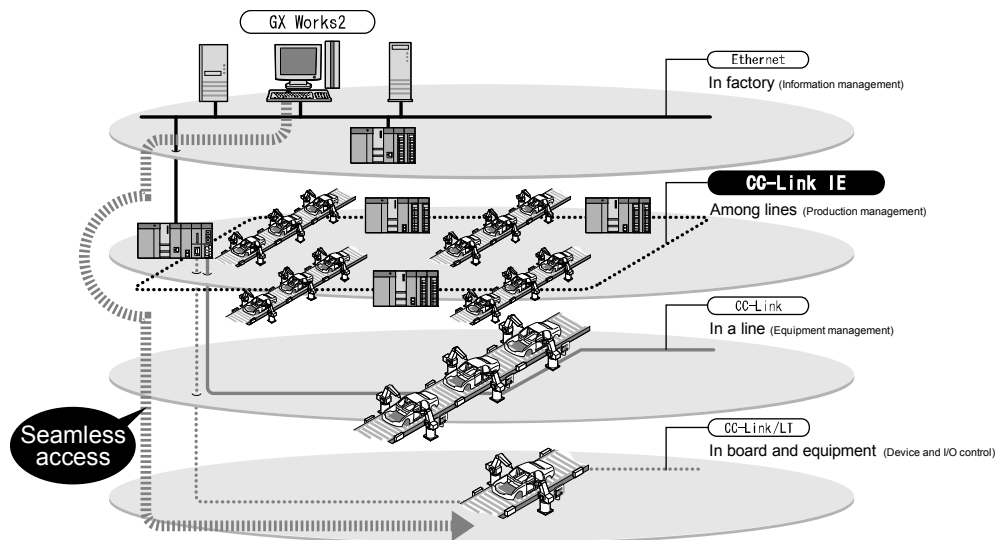 GX Works2
Ethernet
In factory (Information management)
CC-Link IE
Among lines (Production management)
CC-Link
In a line (Equipment management)
Seamless
access
CC-Link/LT
In board and equipment (Device and I/O control)